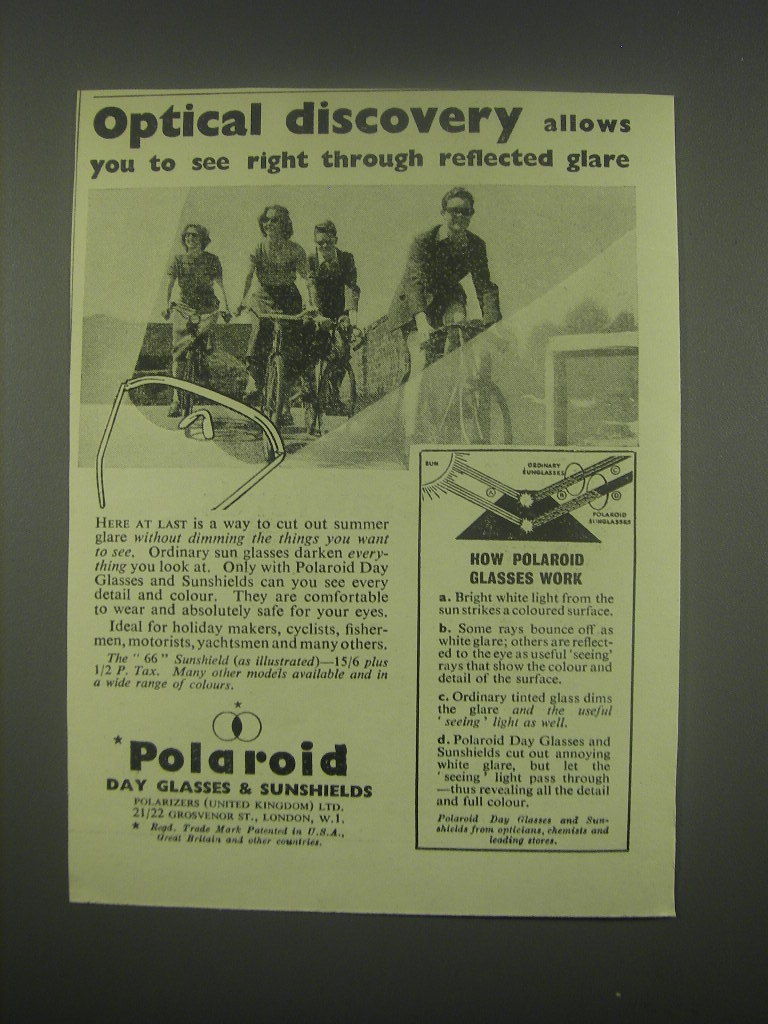 Optical discovery allows
you to see right through reflected glare
HERE AT LAST is a way to cut out summer
glare without dimming the things you want
to see. Ordinary sun glasses darken every-
thing you look at. Only with Polaroid Day
Glasses and Sunshields can you see every
detail and colour. They are comfortable
to wear and absolutely safe for your eyes.
Ideal for holiday makers, cyclists, fisher-
men, motorists, yachtsmen and many others.
The "66" Sunshield (as illustrated)—15/6 plus
1/2 P. Tax. Many other models available and in
a wide range of colours.
* Polaroid
DAY GLASSES & SUNSHIELDS
POLARIZERS (UNITED KINGDOM) LTD.
21/22 GROSVENOR ST., LONDON, W.1.
* Regd. Trade Mark Patented in U.S.A.,
Great Britain and other countries.
SUN
ORDINARY
SUNGLASSES
A
B
C
D
POLAROID
SUNGLASSES
HOW POLAROID
GLASSES WORK
a. Bright white light from the
sun strikes a coloured surface.
b. Some rays bounce off as
white glare; others are reflect-
ed to the eye as useful 'seeing'
rays that show the colour and
detail of the surface.
c. Ordinary tinted glass dims
the glare and the useful
'seeing' light as well.
d. Polaroid Day Glasses and
Sunshields cut out annoying
white glare, but let the
'seeing' light pass through
—thus revealing all the detail
and full colour.
Polaroid Day Glasses and Sun-
shields from opticians, chemists and
leading stores.